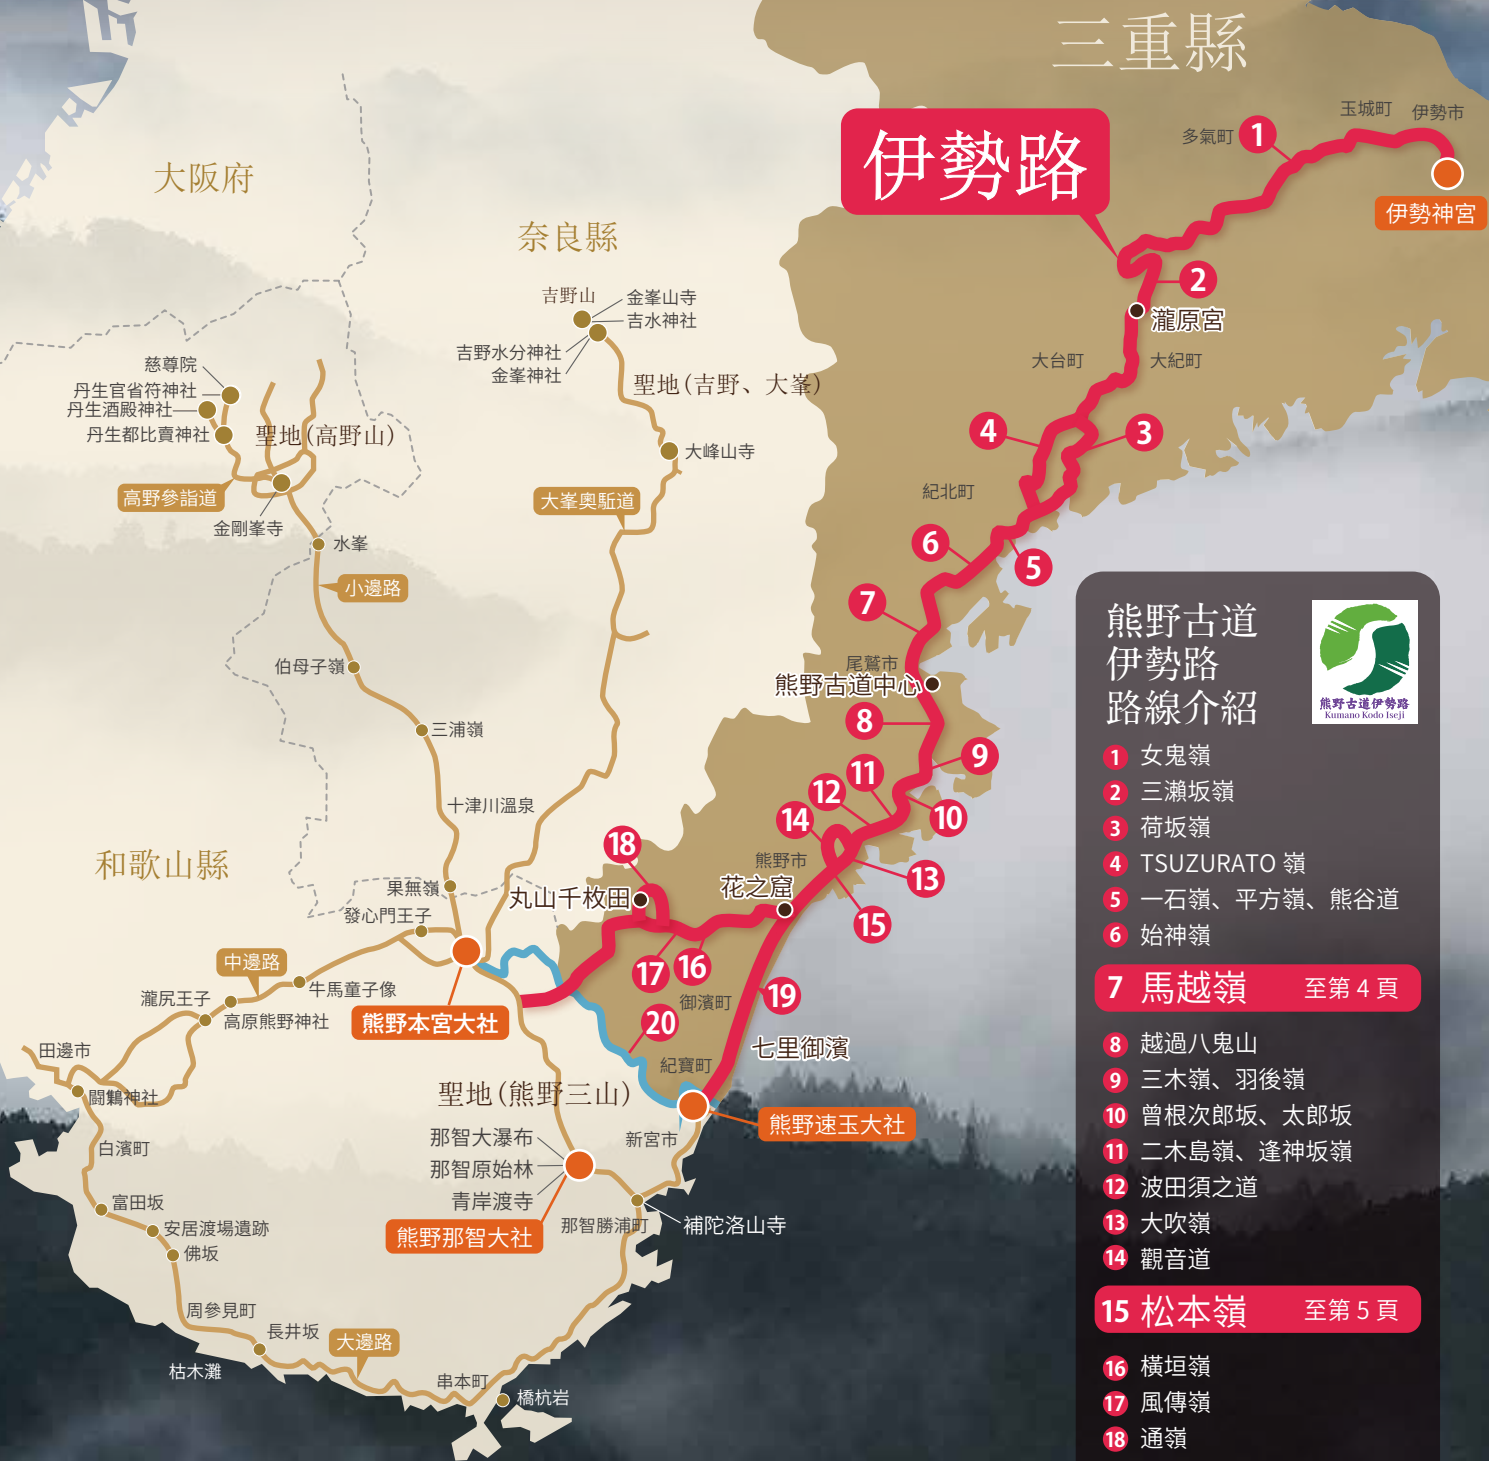 三重縣
伊勢路
玉城町
伊勢市
多氣町
1
伊勢神宮
2
瀧原宮
大台町
大紀町
4
3
紀北町
6
5
7
尾鷲市
熊野古道中心
8
9
11
12
10
14
熊野市
13
18
花之窟
丸山千枚田
15
17
16
19
御濱町
20
七里御濱
紀寶町
熊野速玉大社
新宮市
大阪府
奈良縣
吉野山
金峯山寺
吉水神社
吉野水分神社
金峯神社
聖地(吉野、大峯)
大峰山寺
大峯奧駈道
慈尊院
丹生官省符神社
丹生酒殿神社
丹生都比賣神社
聖地(高野山)
高野參詣道
金剛峯寺
水峯
小邊路
伯母子嶺
三浦嶺
十津川溫泉
和歌山縣
果無嶺
發心門王子
中邊路
牛馬童子像
瀧尻王子
高原熊野神社
熊野本宮大社
田邊市
鬪鷄神社
聖地(熊野三山)
那智大瀑布
那智原始林
青岸渡寺
熊野那智大社
那智勝浦町
補陀洛山寺
白濱町
富田坂
安居渡場遺跡
佛坂
周參見町
長井坂
大邊路
枯木灘
串本町
橋杭岩
熊野古道
伊勢路
路線介紹
熊野古道伊勢路
Kumano Kodo Iseji
1 女鬼嶺
2 三瀨坂嶺
3 荷坂嶺
4 TSUZURATO 嶺
5 一石嶺、平方嶺、熊谷道
6 始神嶺
7 馬越嶺 至第 4 頁
8 越過八鬼山
9 三木嶺、羽後嶺
10 曾根次郎坂、太郎坂
11 二木島嶺、逢神坂嶺
12 波田須之道
13 大吹嶺
14 觀音道
15 松本嶺 至第 5 頁
16 橫垣嶺
17 風傳嶺
18 通嶺